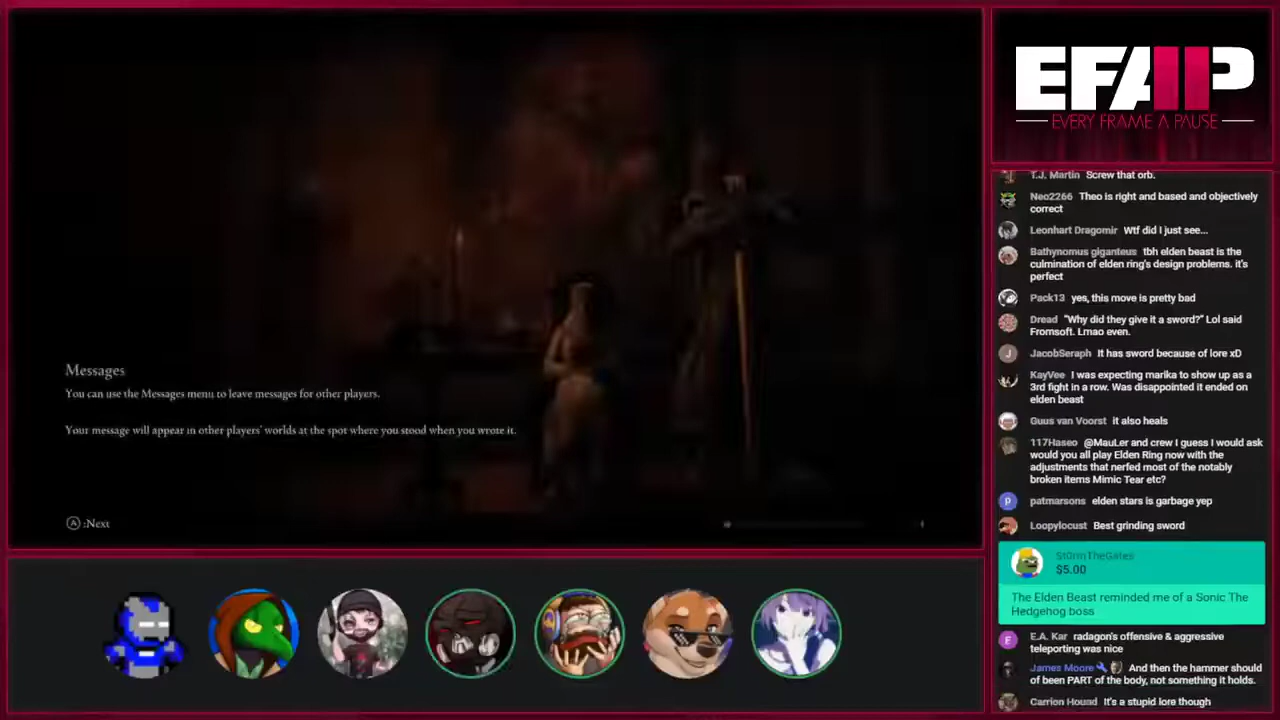 Messages
You can use the Messages menu to leave messages for other players.
Your message will appear in other players' worlds at the spot where you stood when you wrote it.
Ⓐ :Next
EFAP
EVERY FRAME A PAUSE
T.J. Martin Screw that orb.
Neo2266 Theo is right and based and objectively
correct
Leonhart Dragomir Wtf did I just see...
Bathynomus giganteus tbh elden beast is the
culmination of elden ring's design problems. it's
perfect
Pack13 yes, this move is pretty bad
Dread "Why did they give it a sword?" Lol said
Fromsoft. Lmao even.
J JacobSeraph It has sword because of lore xD
KayVee I was expecting marika to show up as a
3rd fight in a row. Was disappointed it ended on
elden beast
Guus van Voorst it also heals
117Haseo @MauLer and crew I guess I would ask
would you all play Elden Ring now with the
adjustments that nerfed most of the notably
broken items Mimic Tear etc?
P patmarsons elden stars is garbage yep
Loopylocust Best grinding sword
St0rmTheGates
$5.00
The Elden Beast reminded me of a Sonic The
Hedgehog boss
E E.A. Kar radagon's offensive & aggressive
teleporting was nice
James Moore And then the hammer should
of been PART of the body, not something it holds.
Carrion Hound It's a stupid lore though